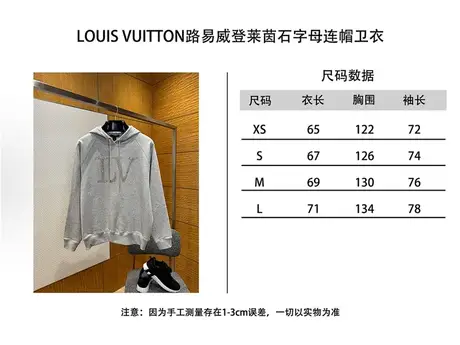 LOUIS VUITTON路易威登莱茵石字母连帽卫衣
尺码数据
尺码 衣长 胸围 袖长
XS 65 122 72
S 67 126 74
M 69 130 76
L 71 134 78
LV
注意：因为手工测量存在1-3cm误差，一切以实物为准